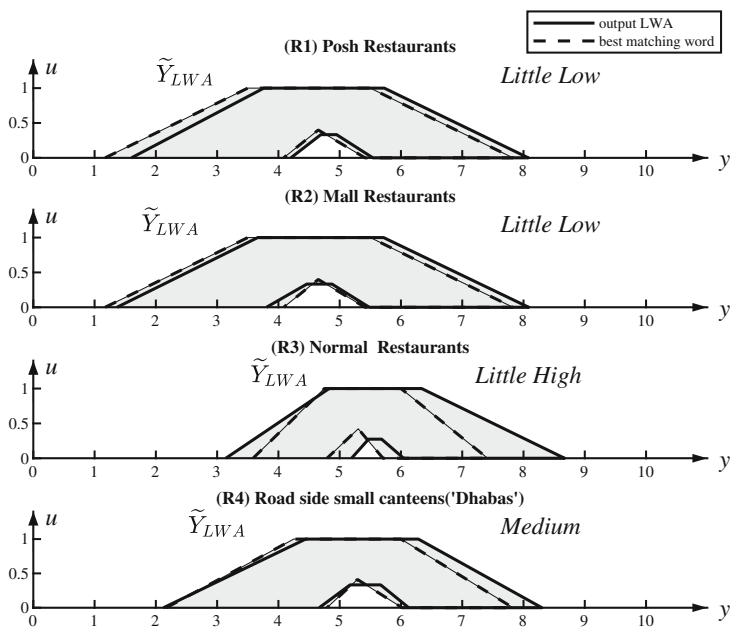 output LWA
best matching word
(R1) Posh Restaurants
u
Ỹ_LWA
Little Low
1
0.5
0
0 1 2 3 4 5 6 7 8 9 10
y
(R2) Mall Restaurants
u
Ỹ_LWA
Little Low
1
0.5
0
0 1 2 3 4 5 6 7 8 9 10
y
(R3) Normal Restaurants
u
Ỹ_LWA
Little High
1
0.5
0
0 1 2 3 4 5 6 7 8 9 10
y
(R4) Road side small canteens('Dhabas')
u
Ỹ_LWA
Medium
1
0.5
0
0 1 2 3 4 5 6 7 8 9 10
y